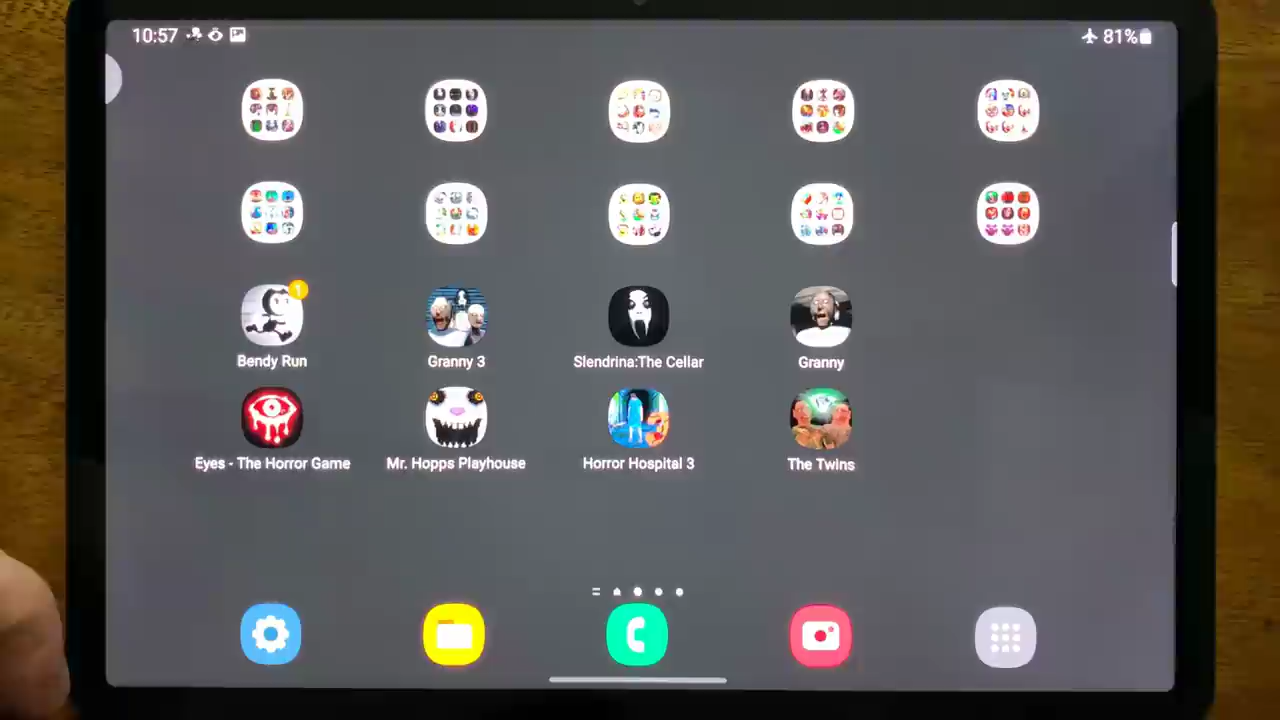 10:57
81%
1
Bendy Run
Granny 3
Slendrina:The Cellar
Granny
Eyes - The Horror Game
Mr. Hopps Playhouse
Horror Hospital 3
The Twins